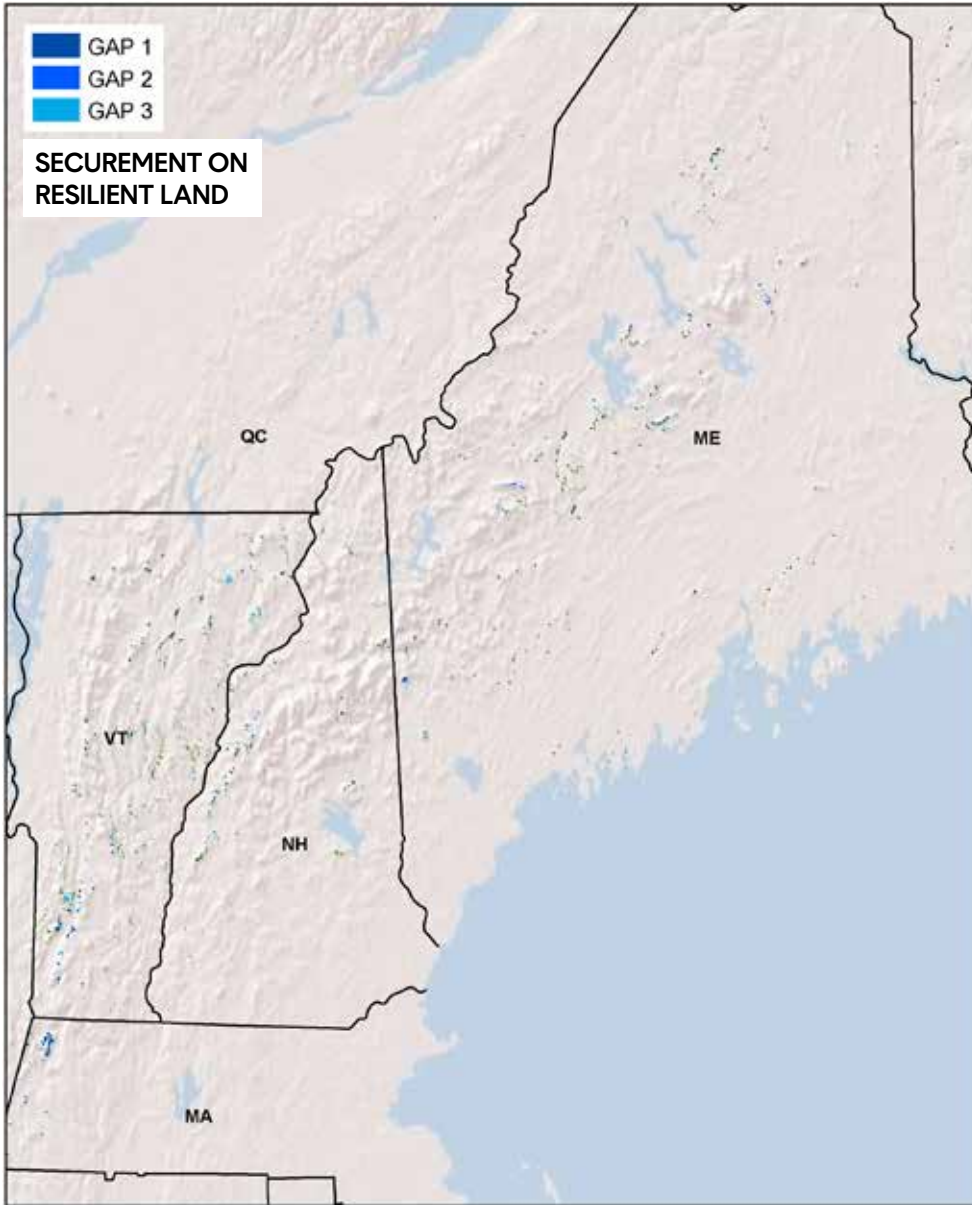 GAP 1
GAP 2
GAP 3
SECUREMENT ON
RESILIENT LAND
QC
ME
VT
NH
MA